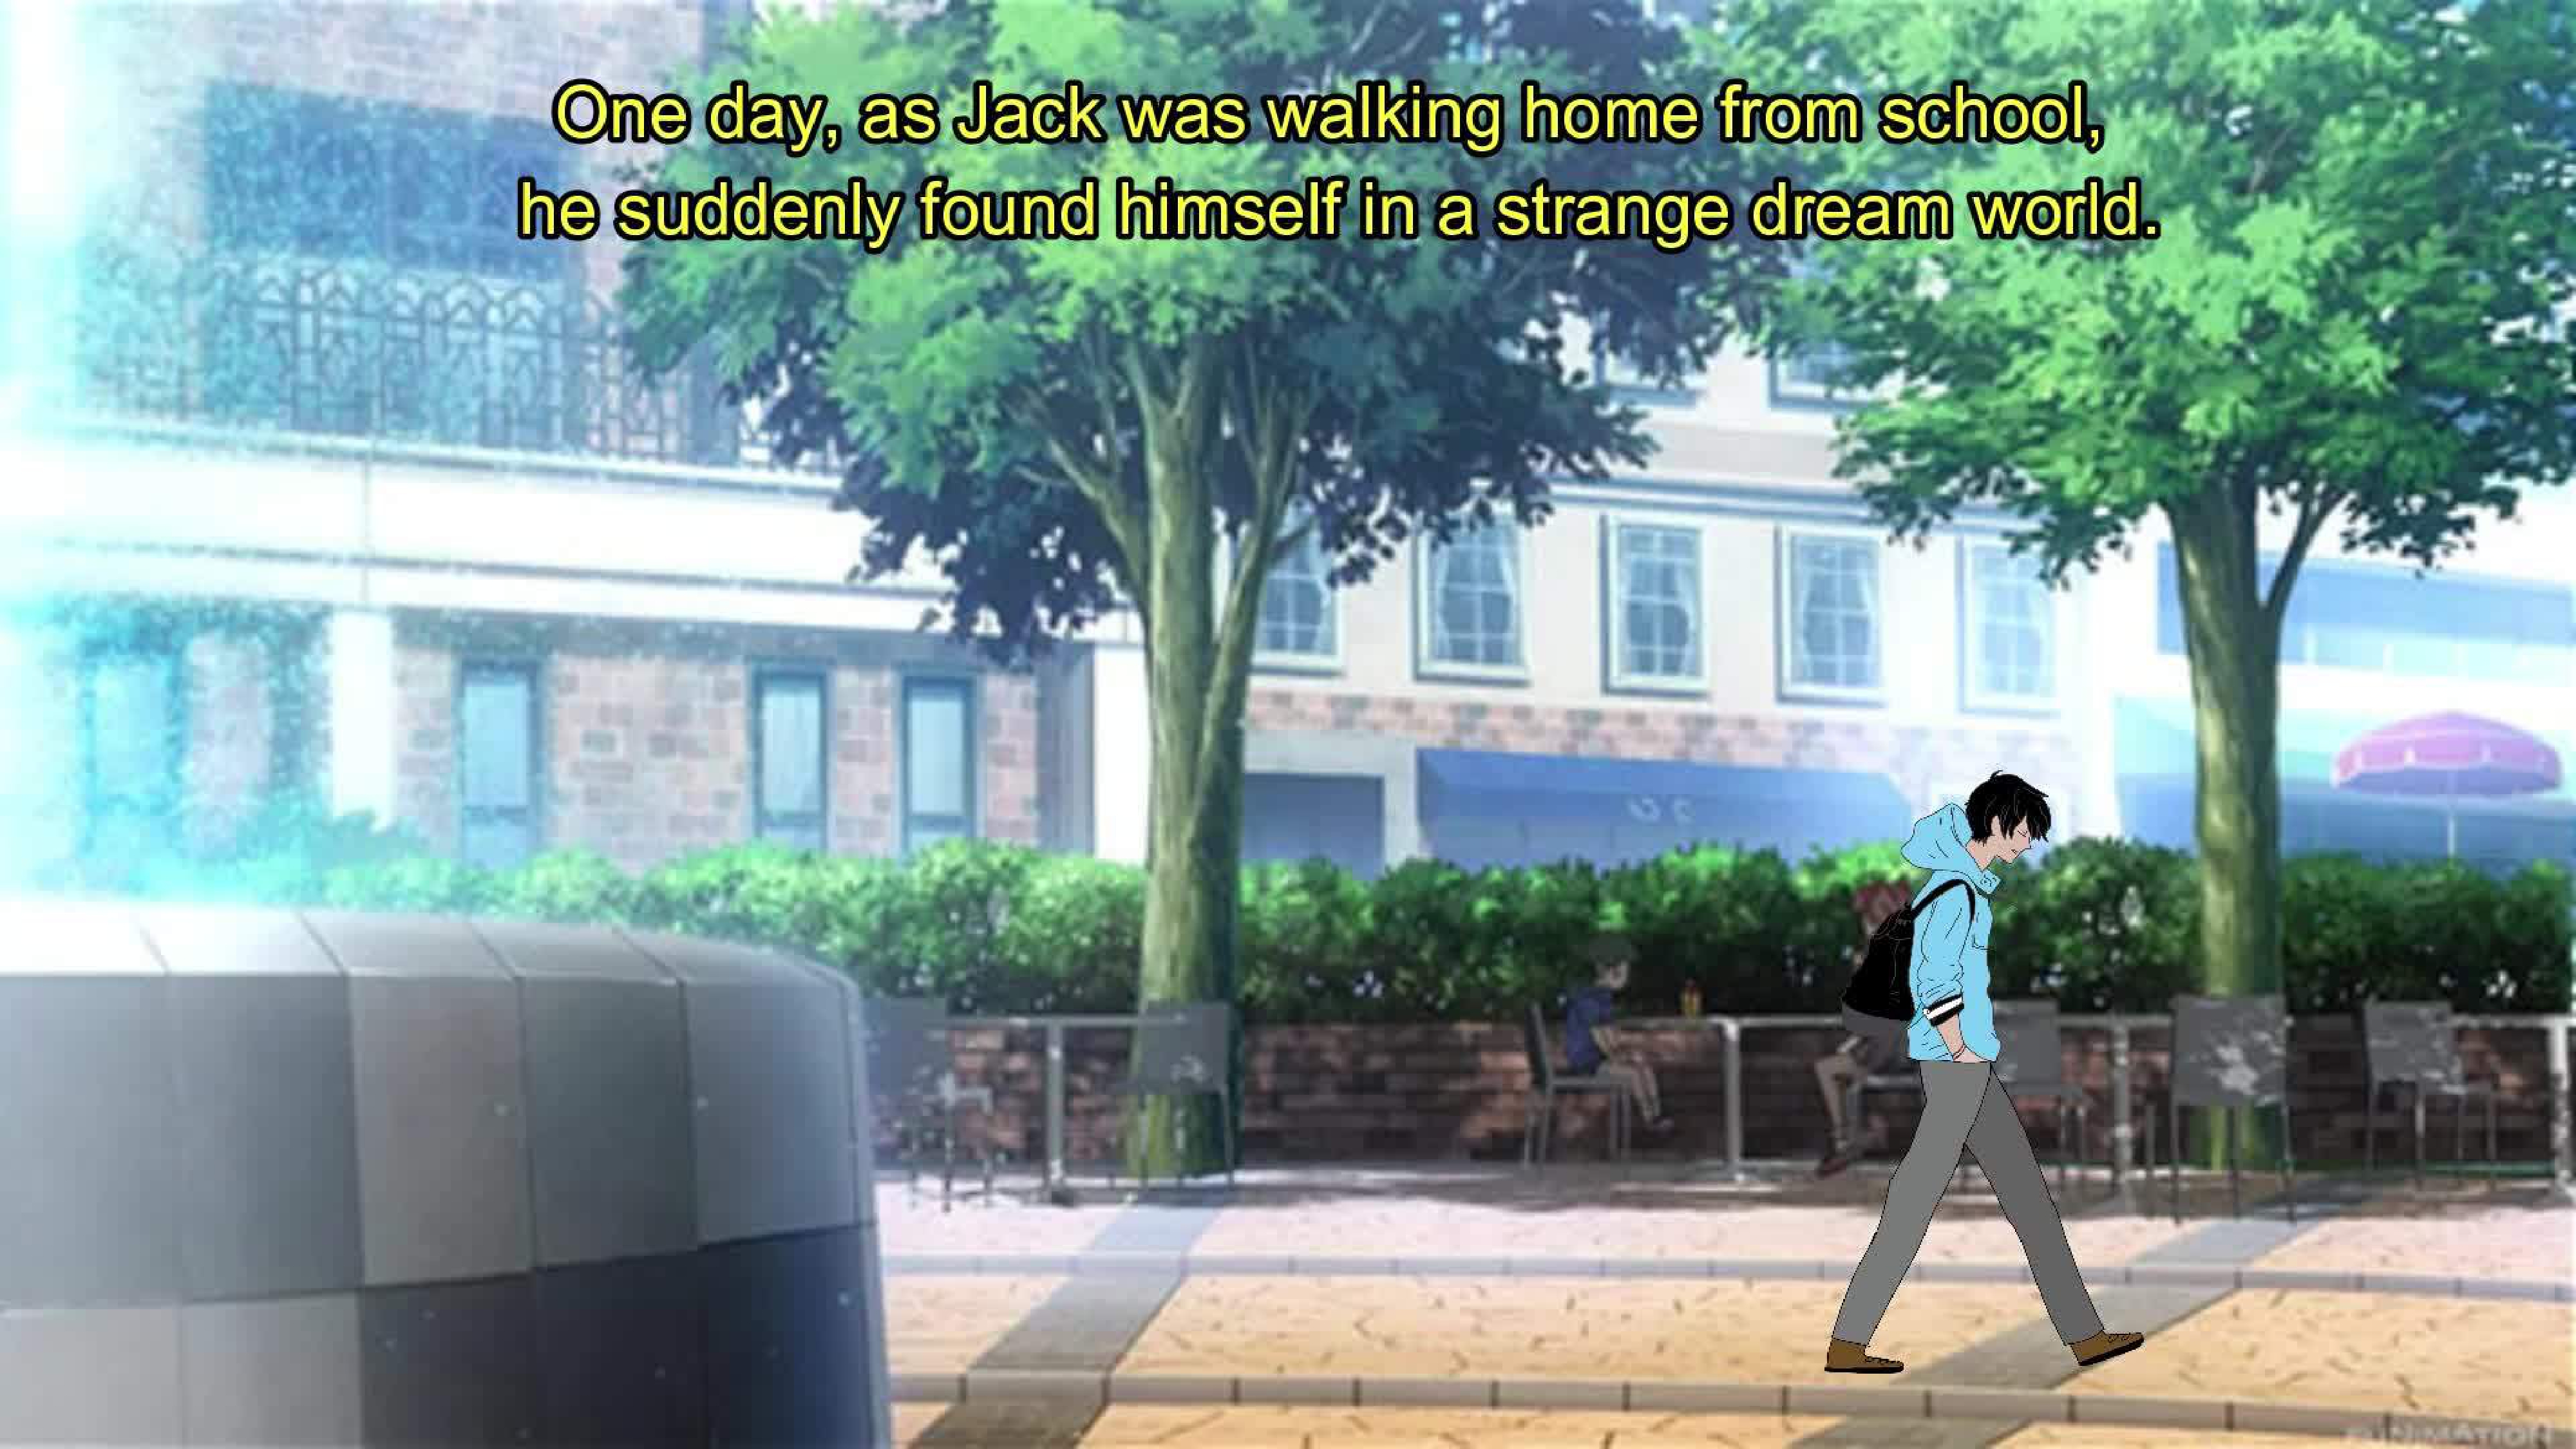 One day, as Jack was walking home from school,
he suddenly found himself in a strange dream world.